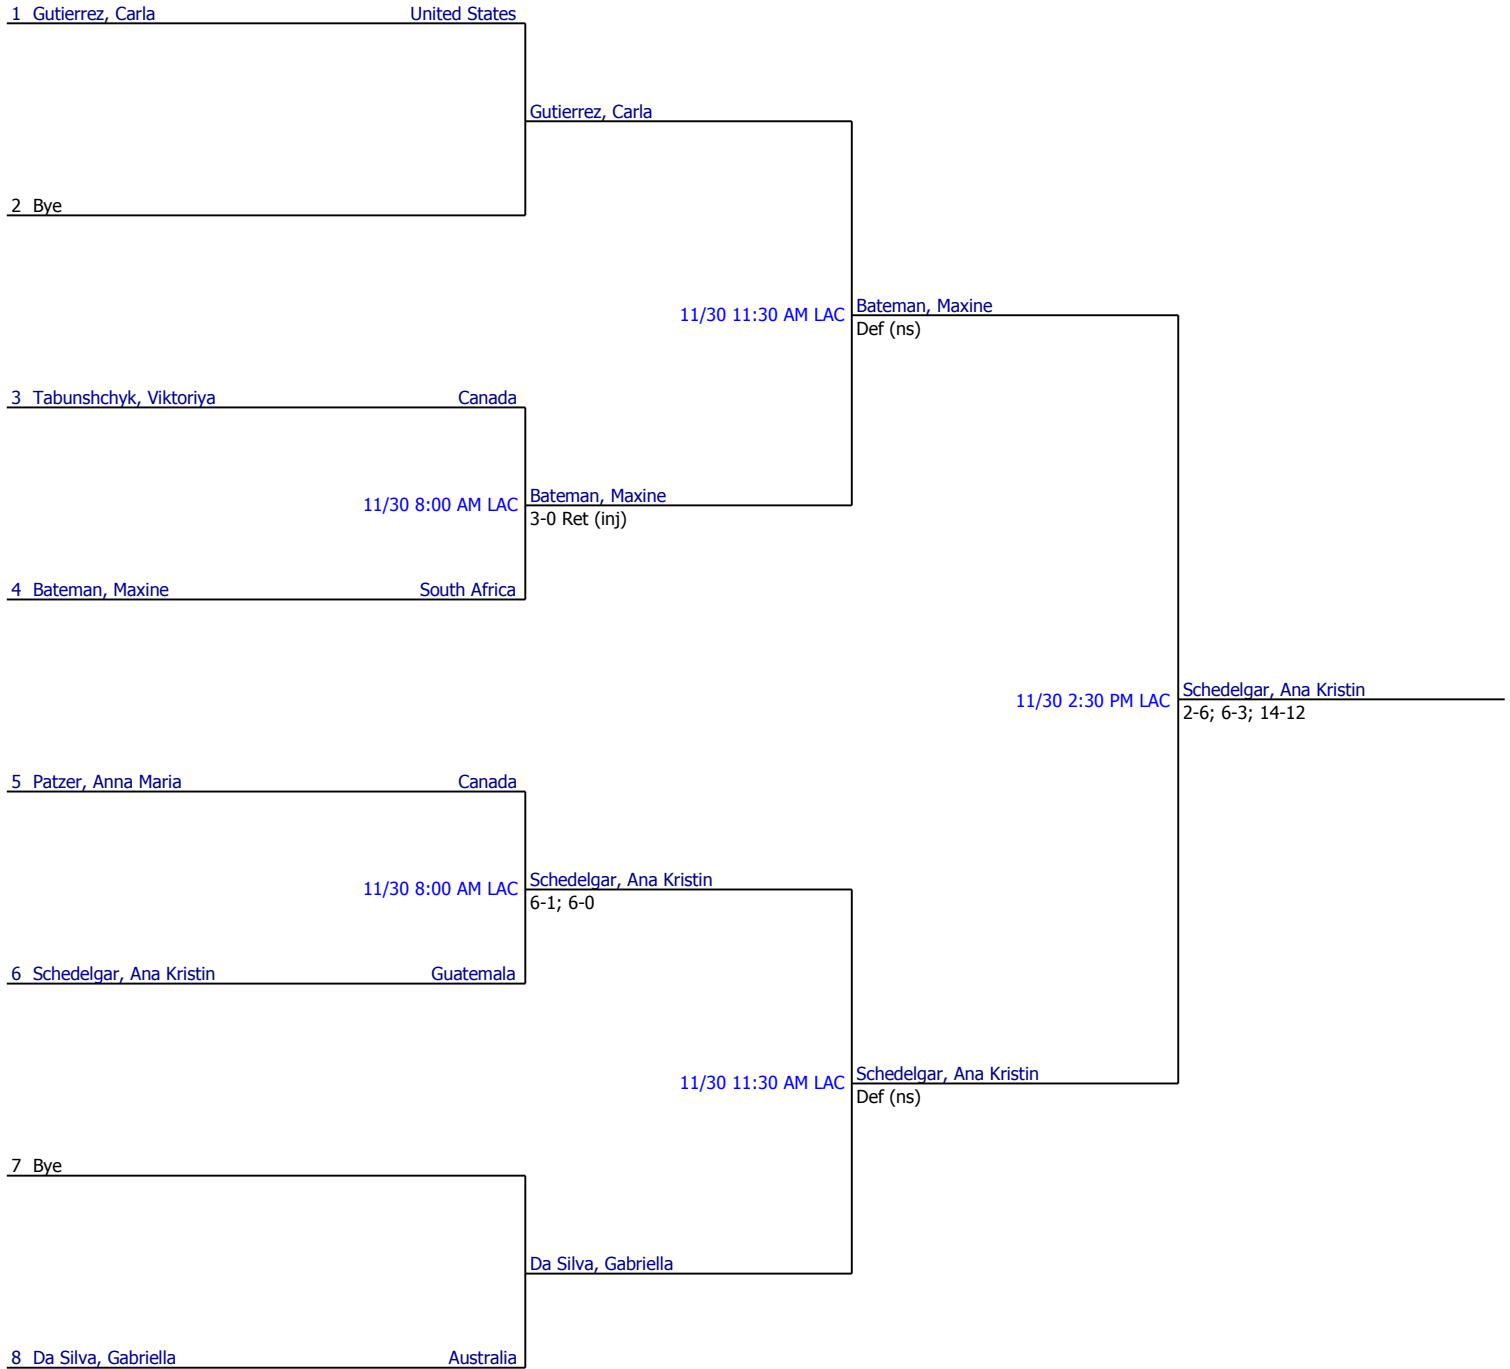 1 Gutierrez, Carla United States
Gutierrez, Carla
2 Bye
11/30 11:30 AM LAC Bateman, Maxine
Def (ns)
3 Tabunshchyk, Viktoriya Canada
11/30 8:00 AM LAC Bateman, Maxine
3-0 Ret (inj)
4 Bateman, Maxine South Africa
11/30 2:30 PM LAC Schedelgar, Ana Kristin
2-6; 6-3; 14-12
5 Patzer, Anna Maria Canada
11/30 8:00 AM LAC Schedelgar, Ana Kristin
6-1; 6-0
6 Schedelgar, Ana Kristin Guatemala
11/30 11:30 AM LAC Schedelgar, Ana Kristin
Def (ns)
7 Bye
Da Silva, Gabriella
8 Da Silva, Gabriella Australia